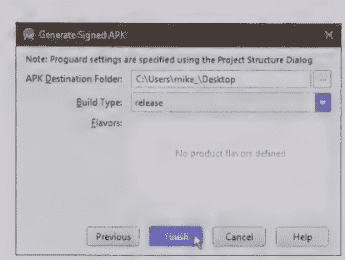 Generate Signed APK
Note: Proguard settings are specified using the Project Structure Dialog
APK Destination Folder: C:\Users\mike_\Desktop ...
Build Type: release
Flavors:
No product flavors defined
Previous Finish Cancel Help